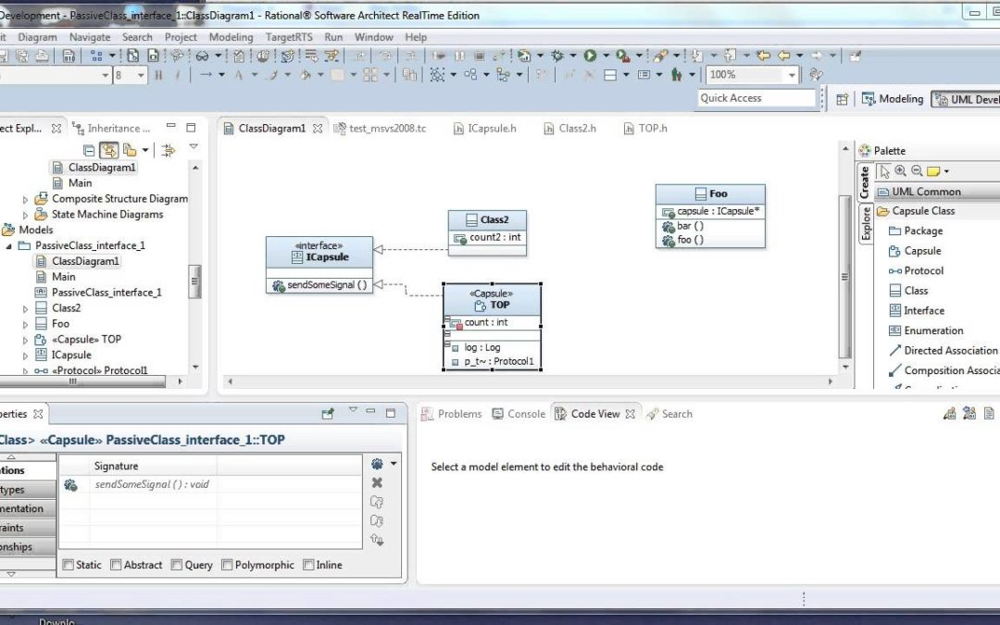 Development - PassiveClass_interface_1::ClassDiagram1 - Rational® Software Architect RealTime Edition
it Diagram Navigate Search Project Modeling TargetRTS Run Window Help
8 100%
Quick Access Modeling UML Deve
ect Expl... Inheritance ...
ClassDiagram1 test_msvs2008.tc ICapsule.h Class2.h TOP.h
ClassDiagram1
Main
Composite Structure Diagram
State Machine Diagrams
Models
PassiveClass_interface_1
ClassDiagram1
Main
PassiveClass_interface_1
Class2
Foo
«Capsule» TOP
ICapsule
«Protocol» Protocol1
«interface»
ICapsule
sendSomeSignal ( )
Class2
count2 : int
«Capsule»
TOP
count : int
log : Log
p_t~ : Protocol1
Foo
capsule : ICapsule*
bar ( )
foo ( )
Palette
Create
Explore
UML Common
Capsule Class
Package
Capsule
Protocol
Class
Interface
Enumeration
Directed Association
Composition Associa
perties
Class> «Capsule» PassiveClass_interface_1::TOP
ations
types
mentation
raints
onships
Signature
sendSomeSignal ( ) : void
Static Abstract Query Polymorphic Inline
Problems Console Code View Search
Select a model element to edit the behavioral code
Downlo...